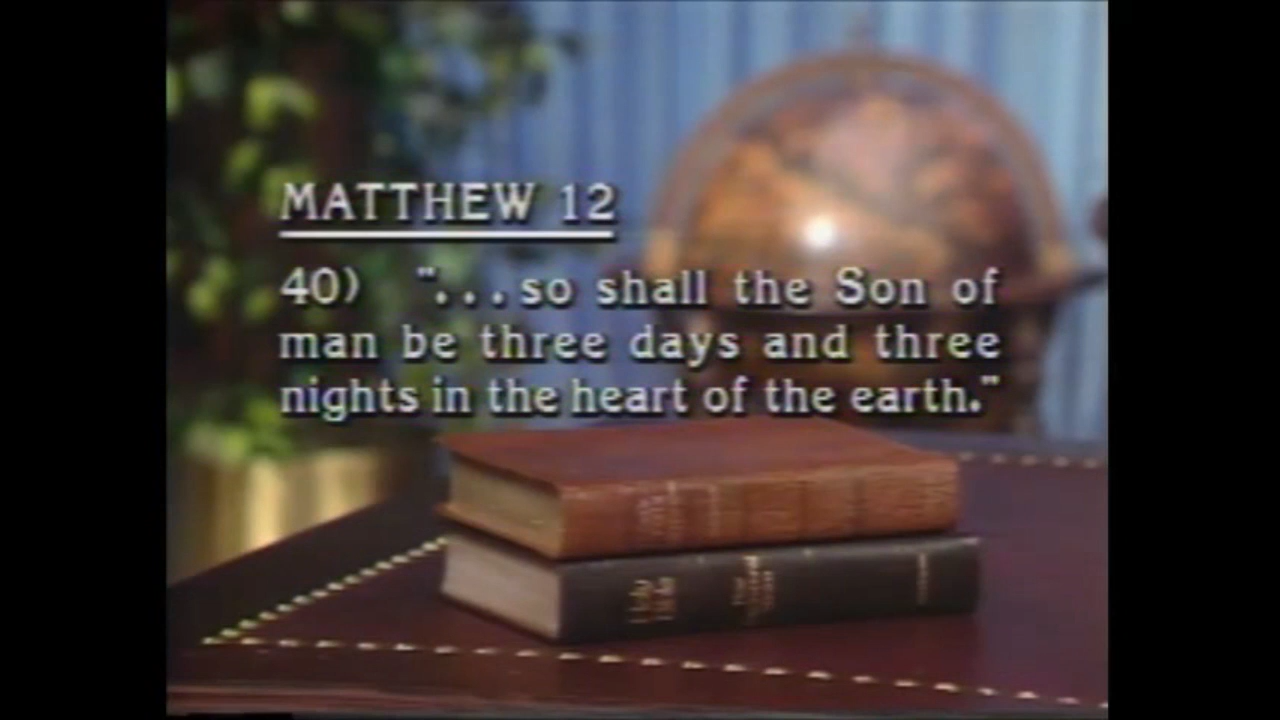 MATTHEW 12
40) "...so shall the Son of
man be three days and three
nights in the heart of the earth."
Holy